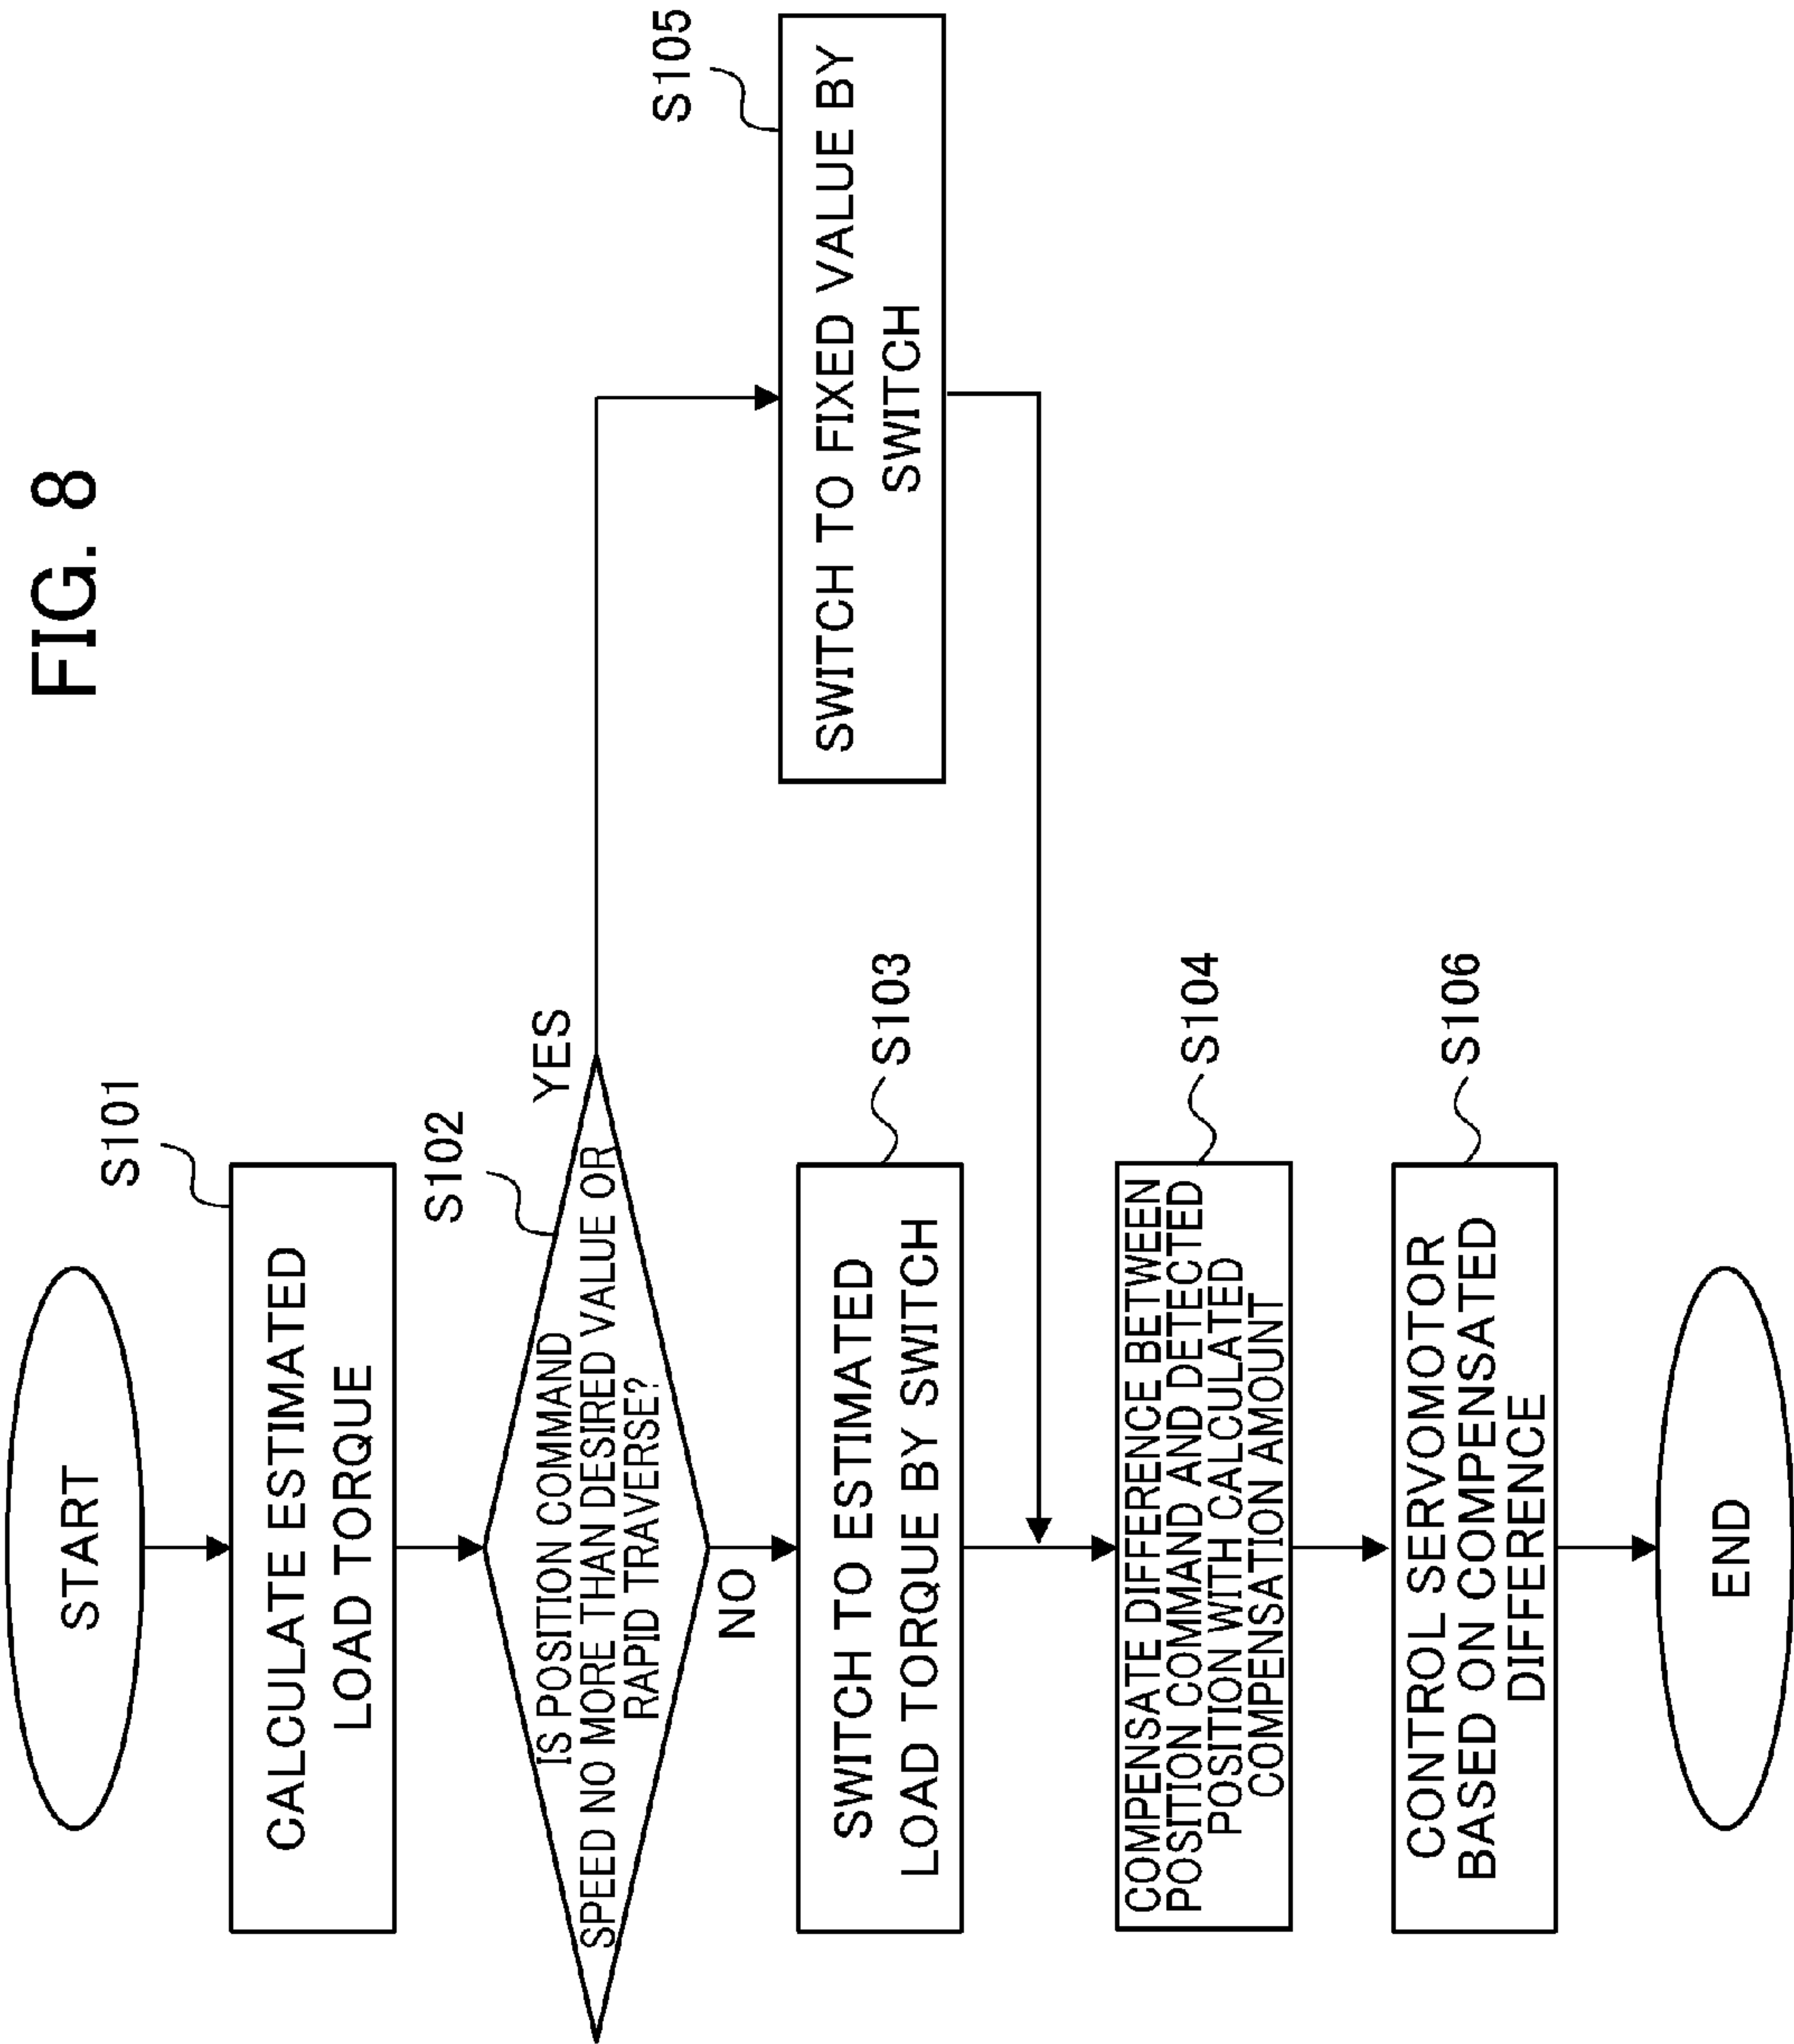 FIG. 8
START
S101
CALCULATE ESTIMATED
LOAD TORQUE
S102
IS POSITION COMMAND
SPEED NO MORE THAN DESIRED VALUE OR
RAPID TRAVERSE?
YES
NO
S105
SWITCH TO FIXED VALUE BY
SWITCH
S103
SWITCH TO ESTIMATED
LOAD TORQUE BY SWITCH
S104
COMPENSATE DIFFERENCE BETWEEN
POSITION COMMAND AND DETECTED
POSITION WITH CALCULATED
COMPENSATION AMOUNT
S106
CONTROL SERVOMOTOR
BASED ON COMPENSATED
DIFFERENCE
END